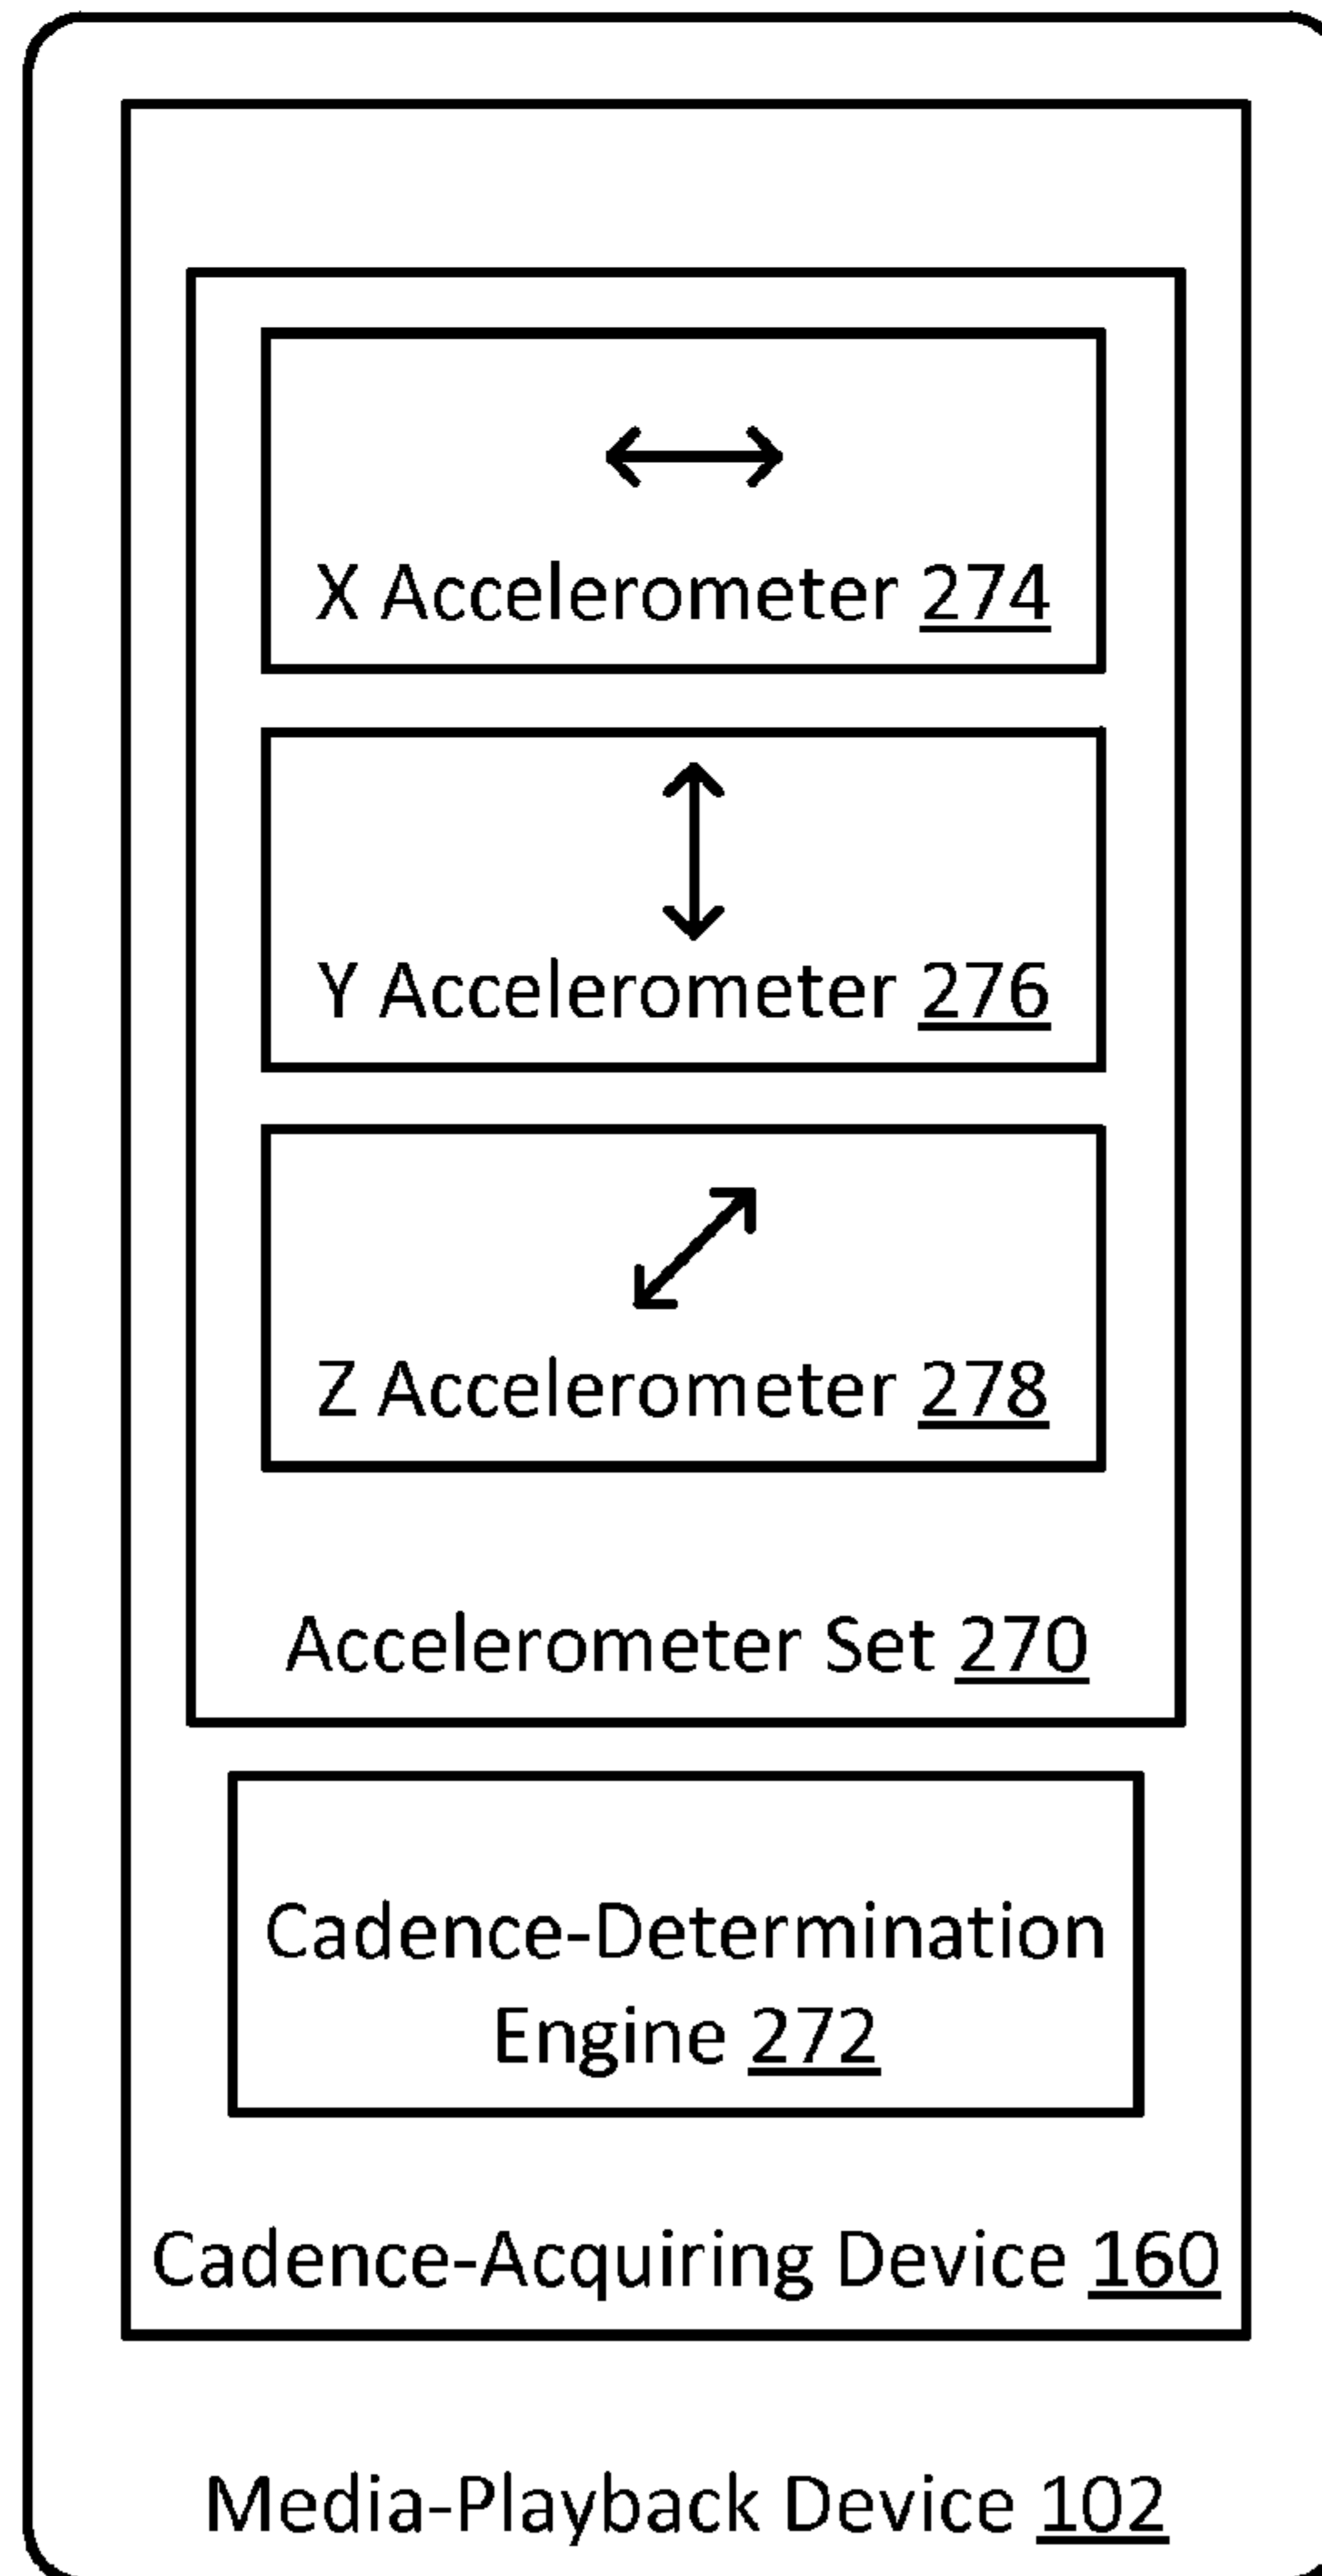 X Accelerometer 274
Y Accelerometer 276
Z Accelerometer 278
Accelerometer Set 270
Cadence-Determination
Engine 272
Cadence-Acquiring Device 160
Media-Playback Device 102